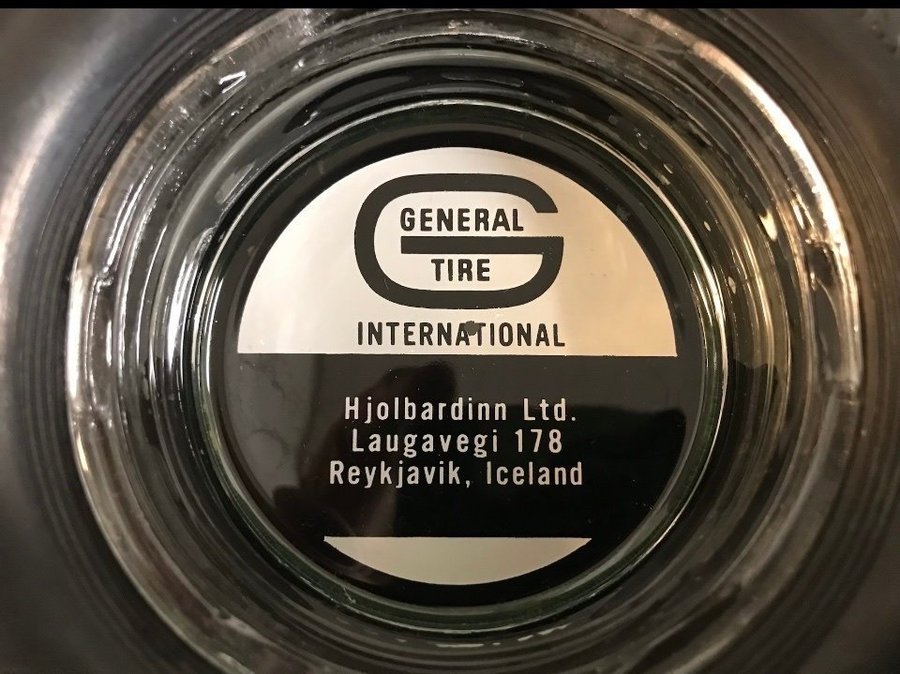 GENERAL
TIRE
INTERNATIONAL
Hjolbardinn Ltd.
Laugavegi 178
Reykjavik, Iceland